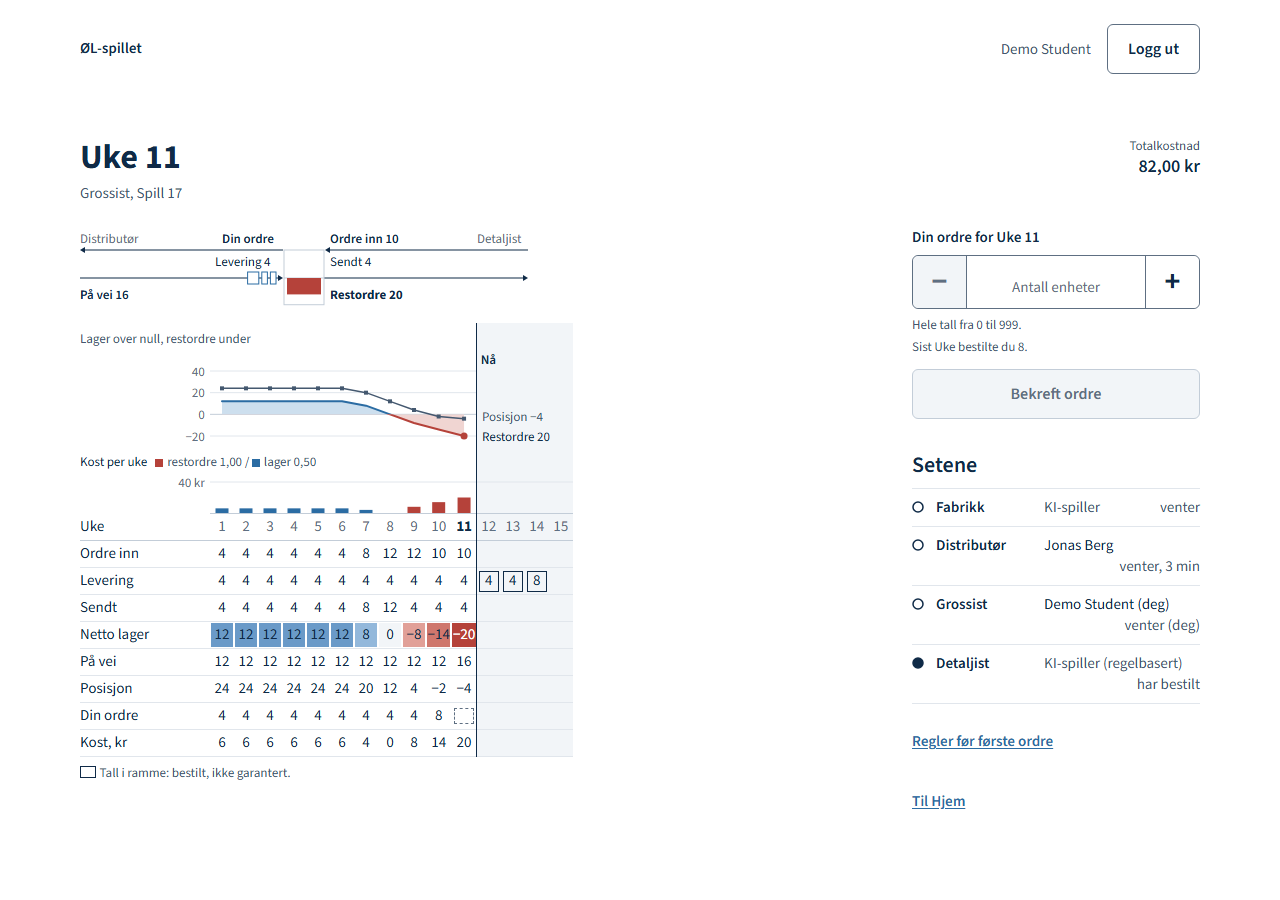 ØL-spillet
Demo Student
Logg ut
Uke 11
Grossist, Spill 17
Totalkostnad
82,00 kr
Distributør Din ordre Ordre inn 10 Detaljist
Levering 4 Sendt 4
På vei 16 Restordre 20
Lager over null, restordre under
Nå
40
20
0
−20
Posisjon −4
Restordre 20
Kost per uke restordre 1,00 / lager 0,50
40 kr
Uke 1 2 3 4 5 6 7 8 9 10 11 12 13 14 15
Ordre inn 4 4 4 4 4 4 8 12 12 10 10
Levering 4 4 4 4 4 4 4 4 4 4 4 4 4 8
Sendt 4 4 4 4 4 4 8 12 4 4 4
Netto lager 12 12 12 12 12 12 8 0 −8 −14 −20
På vei 12 12 12 12 12 12 12 12 12 12 16
Posisjon 24 24 24 24 24 24 20 12 4 −2 −4
Din ordre 4 4 4 4 4 4 4 4 4 8
Kost, kr 6 6 6 6 6 6 4 0 8 14 20
Tall i ramme: bestilt, ikke garantert.
Din ordre for Uke 11
− Antall enheter +
Hele tall fra 0 til 999.
Sist Uke bestilte du 8.
Bekreft ordre
Setene
Fabrikk KI-spiller venter
Distributør Jonas Berg
venter, 3 min
Grossist Demo Student (deg)
venter (deg)
Detaljist KI-spiller (regelbasert)
har bestilt
Regler før første ordre
Til Hjem